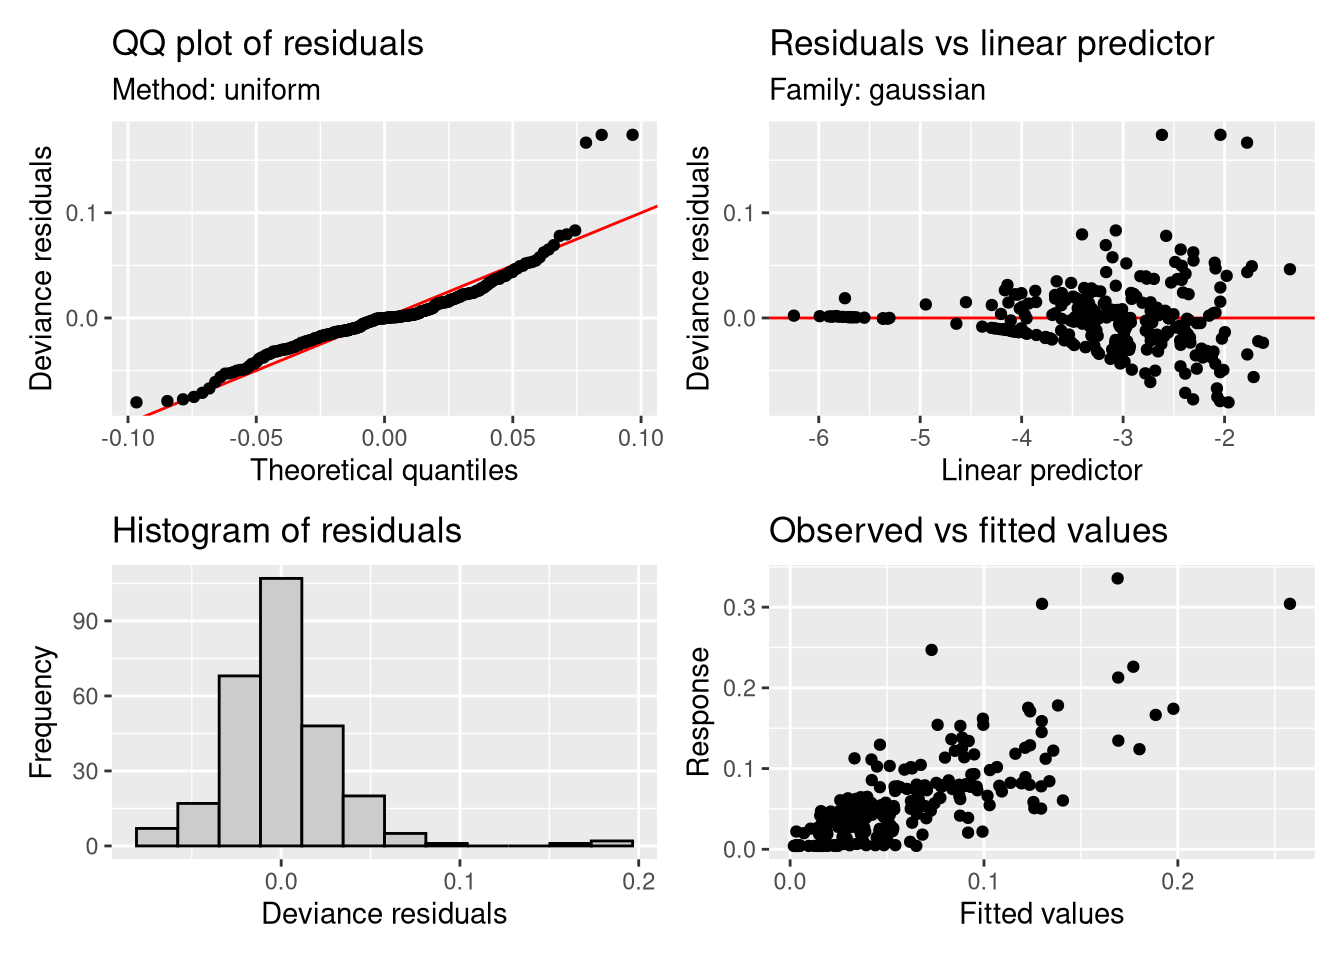 QQ plot of residuals
Method: uniform
Deviance residuals
0.1
0.0
-0.10
-0.05
0.00
0.05
0.10
Theoretical quantiles
Residuals vs linear predictor
Family: gaussian
Deviance residuals
0.1
0.0
-6
-5
-4
-3
-2
Linear predictor
Histogram of residuals
Frequency
90
60
30
0
0.0
0.1
0.2
Deviance residuals
Observed vs fitted values
Response
0.3
0.2
0.1
0.0
0.0
0.1
0.2
Fitted values